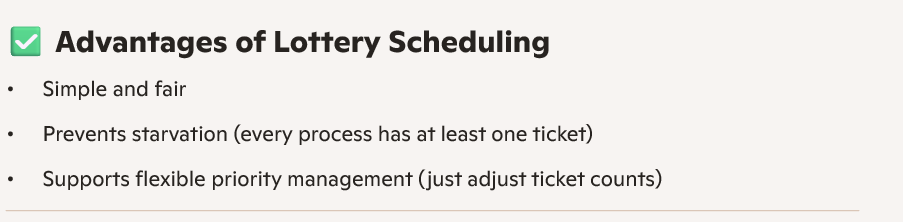 ✅ Advantages of Lottery Scheduling
• Simple and fair
• Prevents starvation (every process has at least one ticket)
• Supports flexible priority management (just adjust ticket counts)